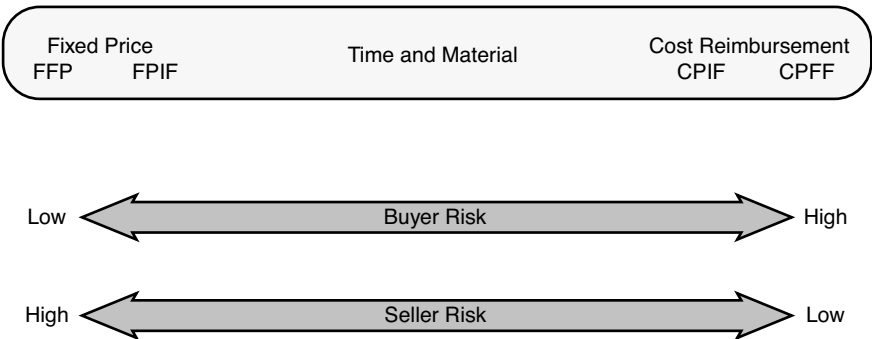 Fixed Price
FFP FPIF
Time and Material
Cost Reimbursement
CPIF CPFF
Low Buyer Risk High
High Seller Risk Low